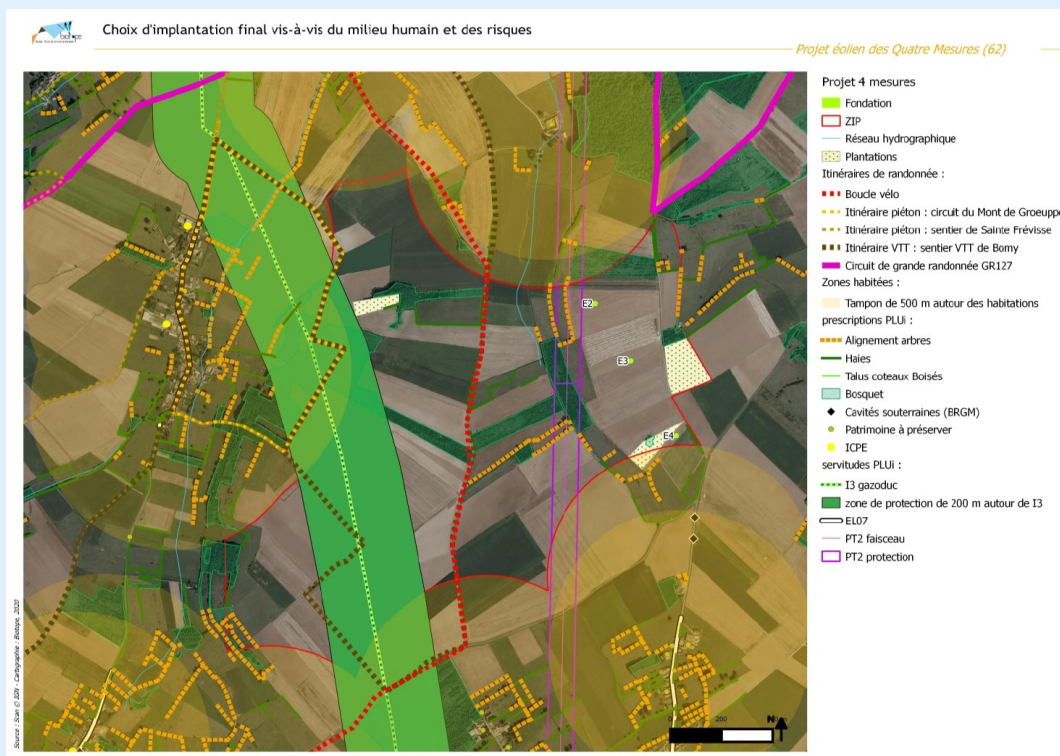 biotope
Choix d'implantation final vis-à-vis du milieu humain et des risques
Projet éolien des Quatre Mesures (62)
Projet 4 mesures
Fondation
ZIP
Réseau hydrographique
Plantations
Itinéraires de randonnée :
Boucle vélo
Itinéraire piéton : circuit du Mont de Groeuppe
Itinéraire piéton : sentier de Sainte Frévisse
Itinéraire VTT : sentier VTT de Bomy
Circuit de grande randonnée GR127
Zones habitées :
Tampon de 500 m autour des habitations
prescriptions PLUi :
Alignement arbres
Haies
Talus coteaux Boisés
Bosquet
Cavités souterraines (BRGM)
Patrimoine à préserver
ICPE
servitudes PLUi :
I3 gazoduc
zone de protection de 200 m autour de I3
EL07
PT2 faisceau
PT2 protection
E2
E3
E4
0 200
N
Source : Scan © IGN - Cartographie : Biotope, 2020